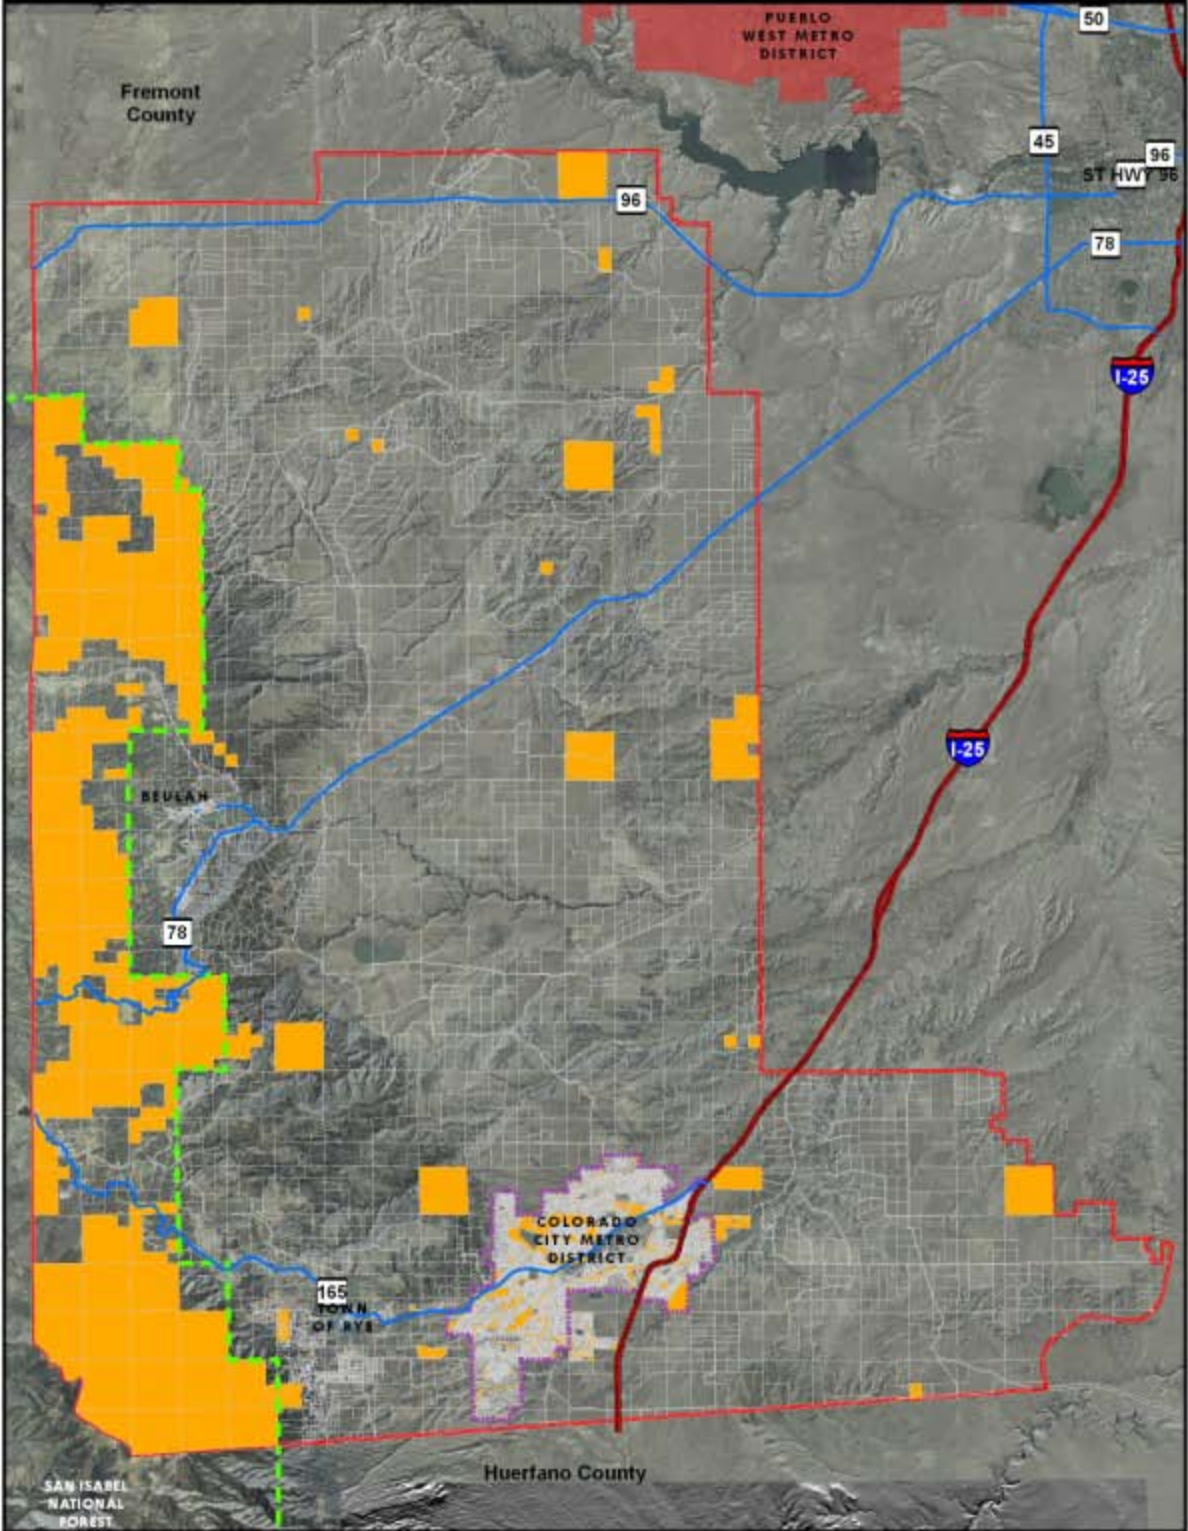 PUEBLO
WEST METRO
DISTRICT
50
Fremont
County
45
96
ST HWY 96
96
78
I-25
I-25
BEULAH
78
COLORADO
CITY METRO
DISTRICT
165
TOWN
OF RYE
Huerfano County
SAN ISABEL
NATIONAL
FOREST